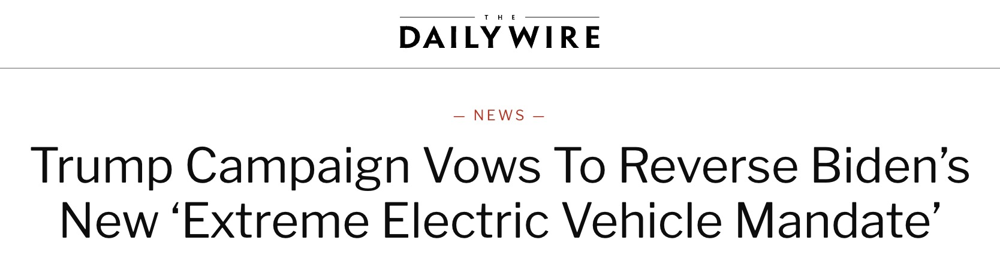 THE
DAILY WIRE
— NEWS —
Trump Campaign Vows To Reverse Biden’s
New ‘Extreme Electric Vehicle Mandate’